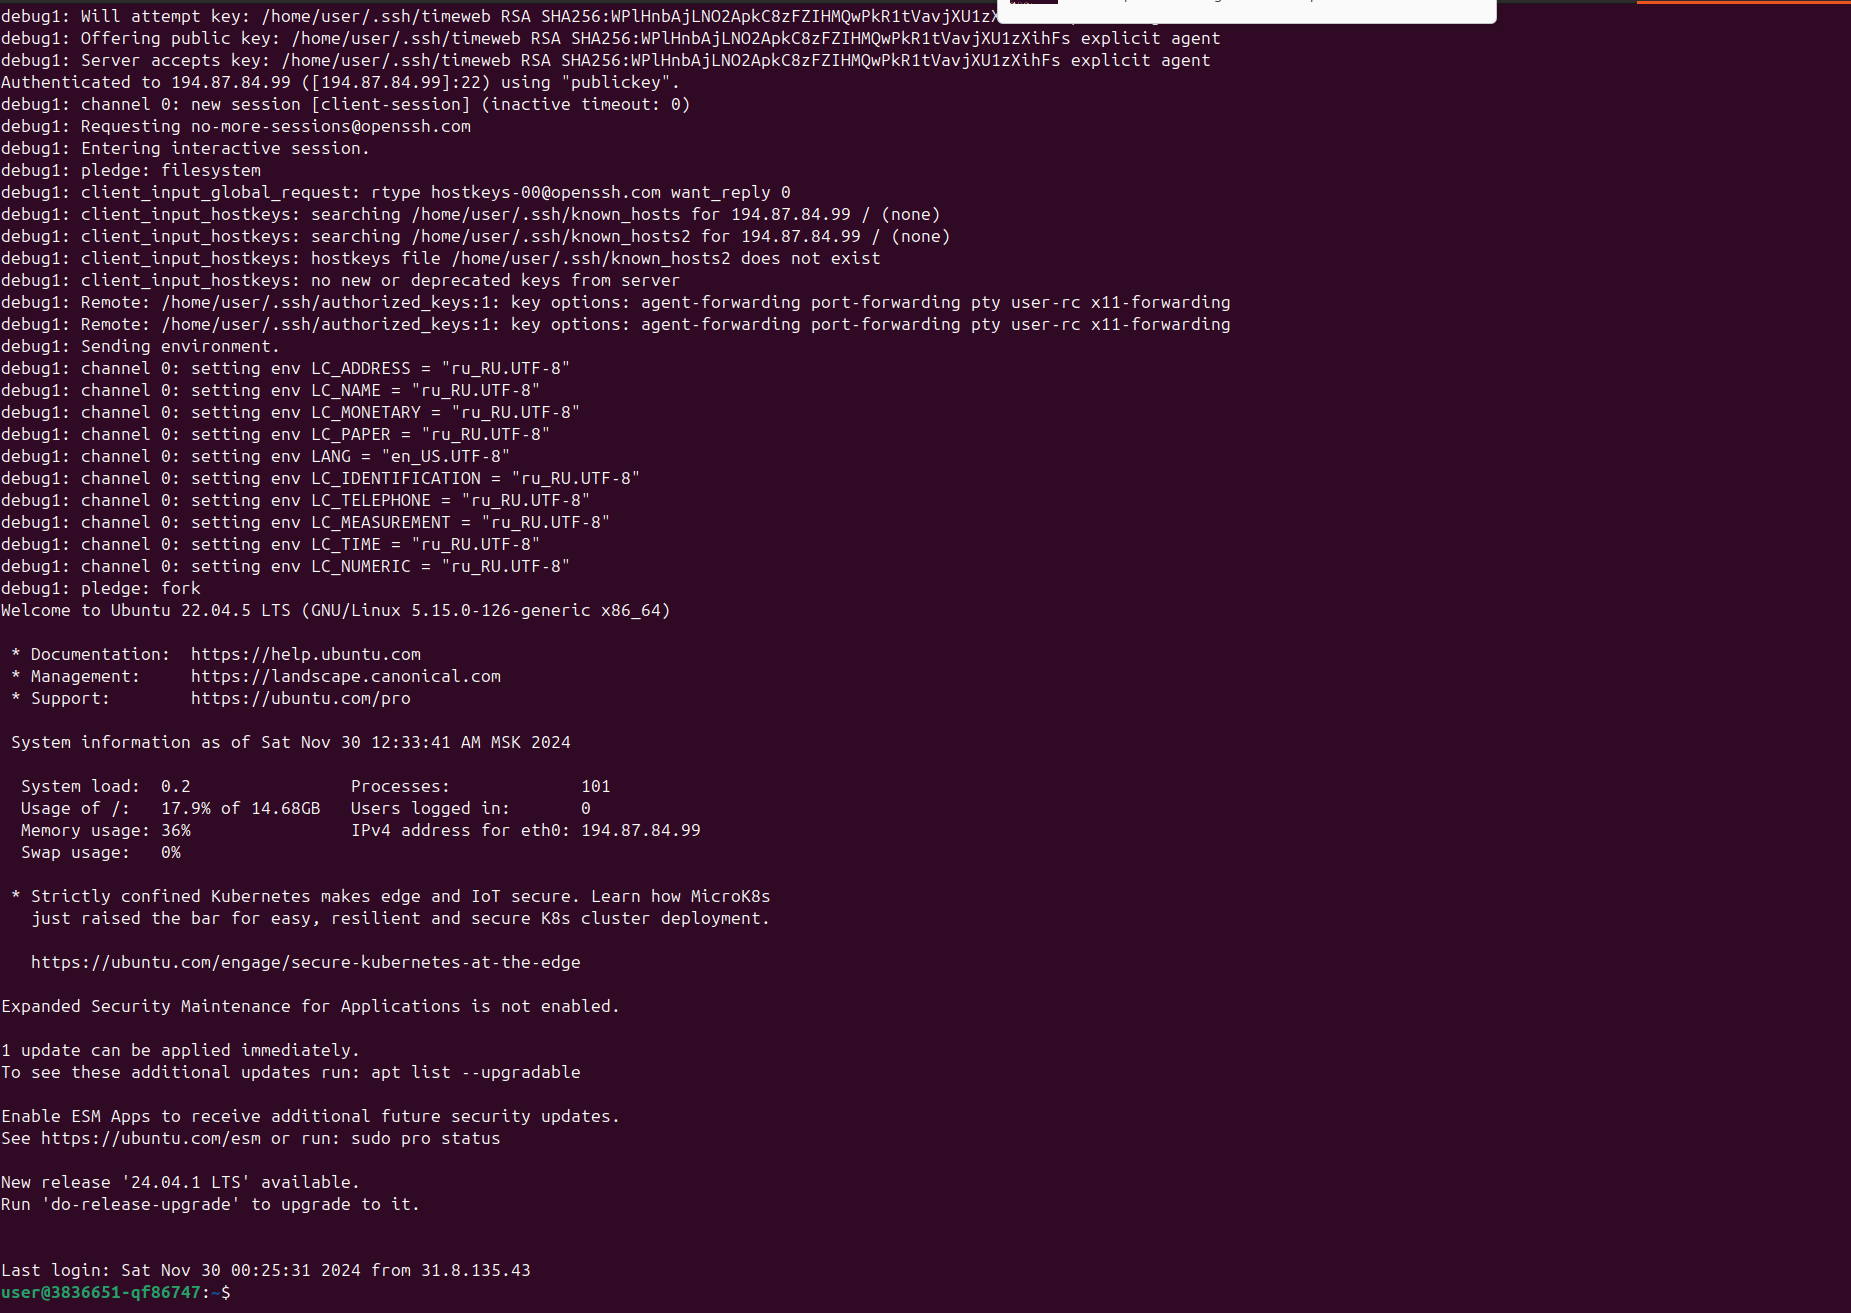 debug1: Will attempt key: /home/user/.ssh/timeweb RSA SHA256:WPlHnbAjLNO2ApkC8zFZIHMQwPkR1tVavjXU1zX
debug1: Offering public key: /home/user/.ssh/timeweb RSA SHA256:WPlHnbAjLNO2ApkC8zFZIHMQwPkR1tVavjXU1zXihFs explicit agent
debug1: Server accepts key: /home/user/.ssh/timeweb RSA SHA256:WPlHnbAjLNO2ApkC8zFZIHMQwPkR1tVavjXU1zXihFs explicit agent
Authenticated to 194.87.84.99 ([194.87.84.99]:22) using "publickey".
debug1: channel 0: new session [client-session] (inactive timeout: 0)
debug1: Requesting no-more-sessions@openssh.com
debug1: Entering interactive session.
debug1: pledge: filesystem
debug1: client_input_global_request: rtype hostkeys-00@openssh.com want_reply 0
debug1: client_input_hostkeys: searching /home/user/.ssh/known_hosts for 194.87.84.99 / (none)
debug1: client_input_hostkeys: searching /home/user/.ssh/known_hosts2 for 194.87.84.99 / (none)
debug1: client_input_hostkeys: hostkeys file /home/user/.ssh/known_hosts2 does not exist
debug1: client_input_hostkeys: no new or deprecated keys from server
debug1: Remote: /home/user/.ssh/authorized_keys:1: key options: agent-forwarding port-forwarding pty user-rc x11-forwarding
debug1: Remote: /home/user/.ssh/authorized_keys:1: key options: agent-forwarding port-forwarding pty user-rc x11-forwarding
debug1: Sending environment.
debug1: channel 0: setting env LC_ADDRESS = "ru_RU.UTF-8"
debug1: channel 0: setting env LC_NAME = "ru_RU.UTF-8"
debug1: channel 0: setting env LC_MONETARY = "ru_RU.UTF-8"
debug1: channel 0: setting env LC_PAPER = "ru_RU.UTF-8"
debug1: channel 0: setting env LANG = "en_US.UTF-8"
debug1: channel 0: setting env LC_IDENTIFICATION = "ru_RU.UTF-8"
debug1: channel 0: setting env LC_TELEPHONE = "ru_RU.UTF-8"
debug1: channel 0: setting env LC_MEASUREMENT = "ru_RU.UTF-8"
debug1: channel 0: setting env LC_TIME = "ru_RU.UTF-8"
debug1: channel 0: setting env LC_NUMERIC = "ru_RU.UTF-8"
debug1: pledge: fork
Welcome to Ubuntu 22.04.5 LTS (GNU/Linux 5.15.0-126-generic x86_64)

 * Documentation:  https://help.ubuntu.com
 * Management:     https://landscape.canonical.com
 * Support:        https://ubuntu.com/pro

 System information as of Sat Nov 30 12:33:41 AM MSK 2024

  System load:  0.2                Processes:             101
  Usage of /:   17.9% of 14.68GB   Users logged in:       0
  Memory usage: 36%                IPv4 address for eth0: 194.87.84.99
  Swap usage:   0%

 * Strictly confined Kubernetes makes edge and IoT secure. Learn how MicroK8s
   just raised the bar for easy, resilient and secure K8s cluster deployment.

   https://ubuntu.com/engage/secure-kubernetes-at-the-edge

Expanded Security Maintenance for Applications is not enabled.

1 update can be applied immediately.
To see these additional updates run: apt list --upgradable

Enable ESM Apps to receive additional future security updates.
See https://ubuntu.com/esm or run: sudo pro status

New release '24.04.1 LTS' available.
Run 'do-release-upgrade' to upgrade to it.

Last login: Sat Nov 30 00:25:31 2024 from 31.8.135.43
user@3836651-qf86747:~$